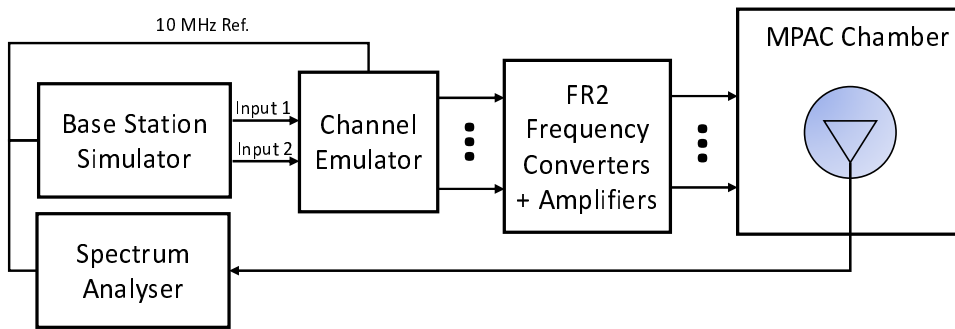 10 MHz Ref.
Base Station
Simulator
Input 1
Input 2
Channel
Emulator
FR2
Frequency
Converters
+ Amplifiers
MPAC Chamber
Spectrum
Analyser